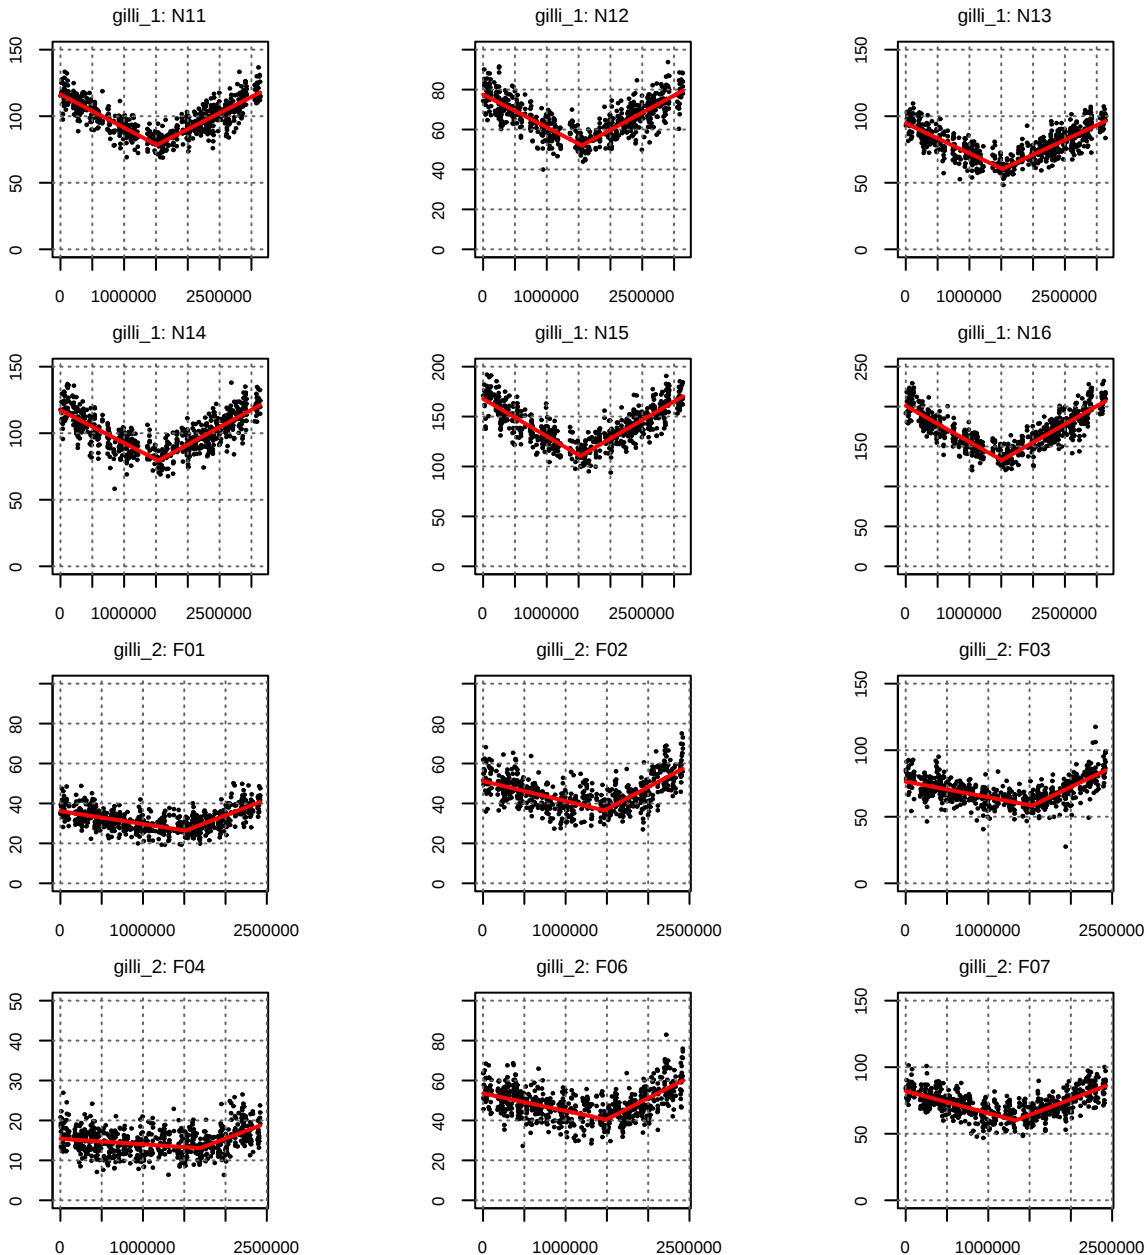 gilli_1: N11 gilli_1: N12 gilli_1: N13
150 100 50 0 80 60 40 20 0 150 100 50 0
0 1000000 2500000 0 1000000 2500000 0 1000000 2500000
gilli_1: N14 gilli_1: N15 gilli_1: N16
150 100 50 0 200 150 100 50 0 250 150 50 0
0 1000000 2500000 0 1000000 2500000 0 1000000 2500000
gilli_2: F01 gilli_2: F02 gilli_2: F03
80 60 40 20 0 80 60 40 20 0 150 100 50 0
0 1000000 2500000 0 1000000 2500000 0 1000000 2500000
gilli_2: F04 gilli_2: F06 gilli_2: F07
50 40 30 20 10 0 80 60 40 20 0 150 100 50 0
0 1000000 2500000 0 1000000 2500000 0 1000000 2500000